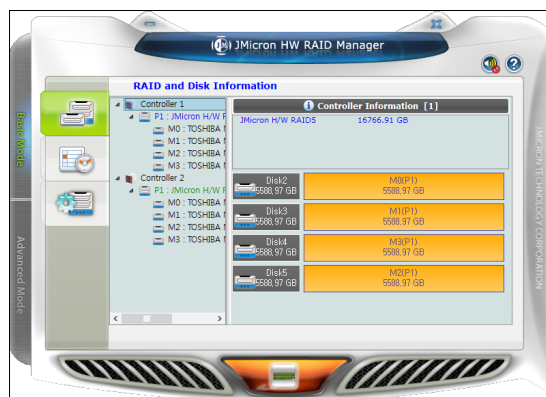 JMicron HW RAID Manager
RAID and Disk Information
Basic Mode
Advanced Mode
Controller 1
P1 : JMicron H/W F
M0 : TOSHIBA M
M1 : TOSHIBA M
M2 : TOSHIBA M
M3 : TOSHIBA M
Controller 2
P1 : JMicron H/W F
M0 : TOSHIBA M
M1 : TOSHIBA M
M2 : TOSHIBA M
M3 : TOSHIBA M
Controller Information [1]
JMicron H/W RAID5 16766.91 GB
Disk2 M0(P1)
5588,97 GB 5588,97 GB
Disk3 M1(P1)
5588,97 GB 5588,97 GB
Disk4 M3(P1)
5588,97 GB 5588,97 GB
Disk5 M2(P1)
5588,97 GB 5588,97 GB
JMICRON TECHNOLOGY CORPORATION